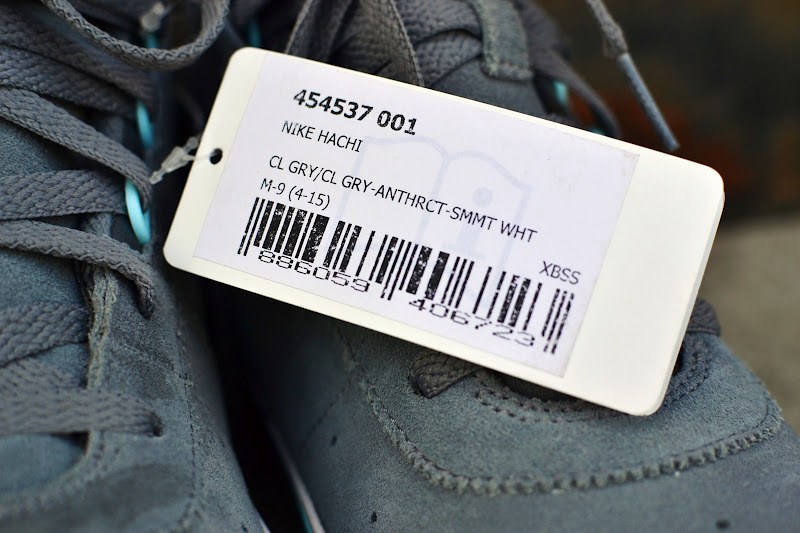 454537 001
NIKE HACHI
CL GRY/CL GRY-ANTHRCT-SMMT WHT
M-9 (4-15)
XBSS
886059 406723